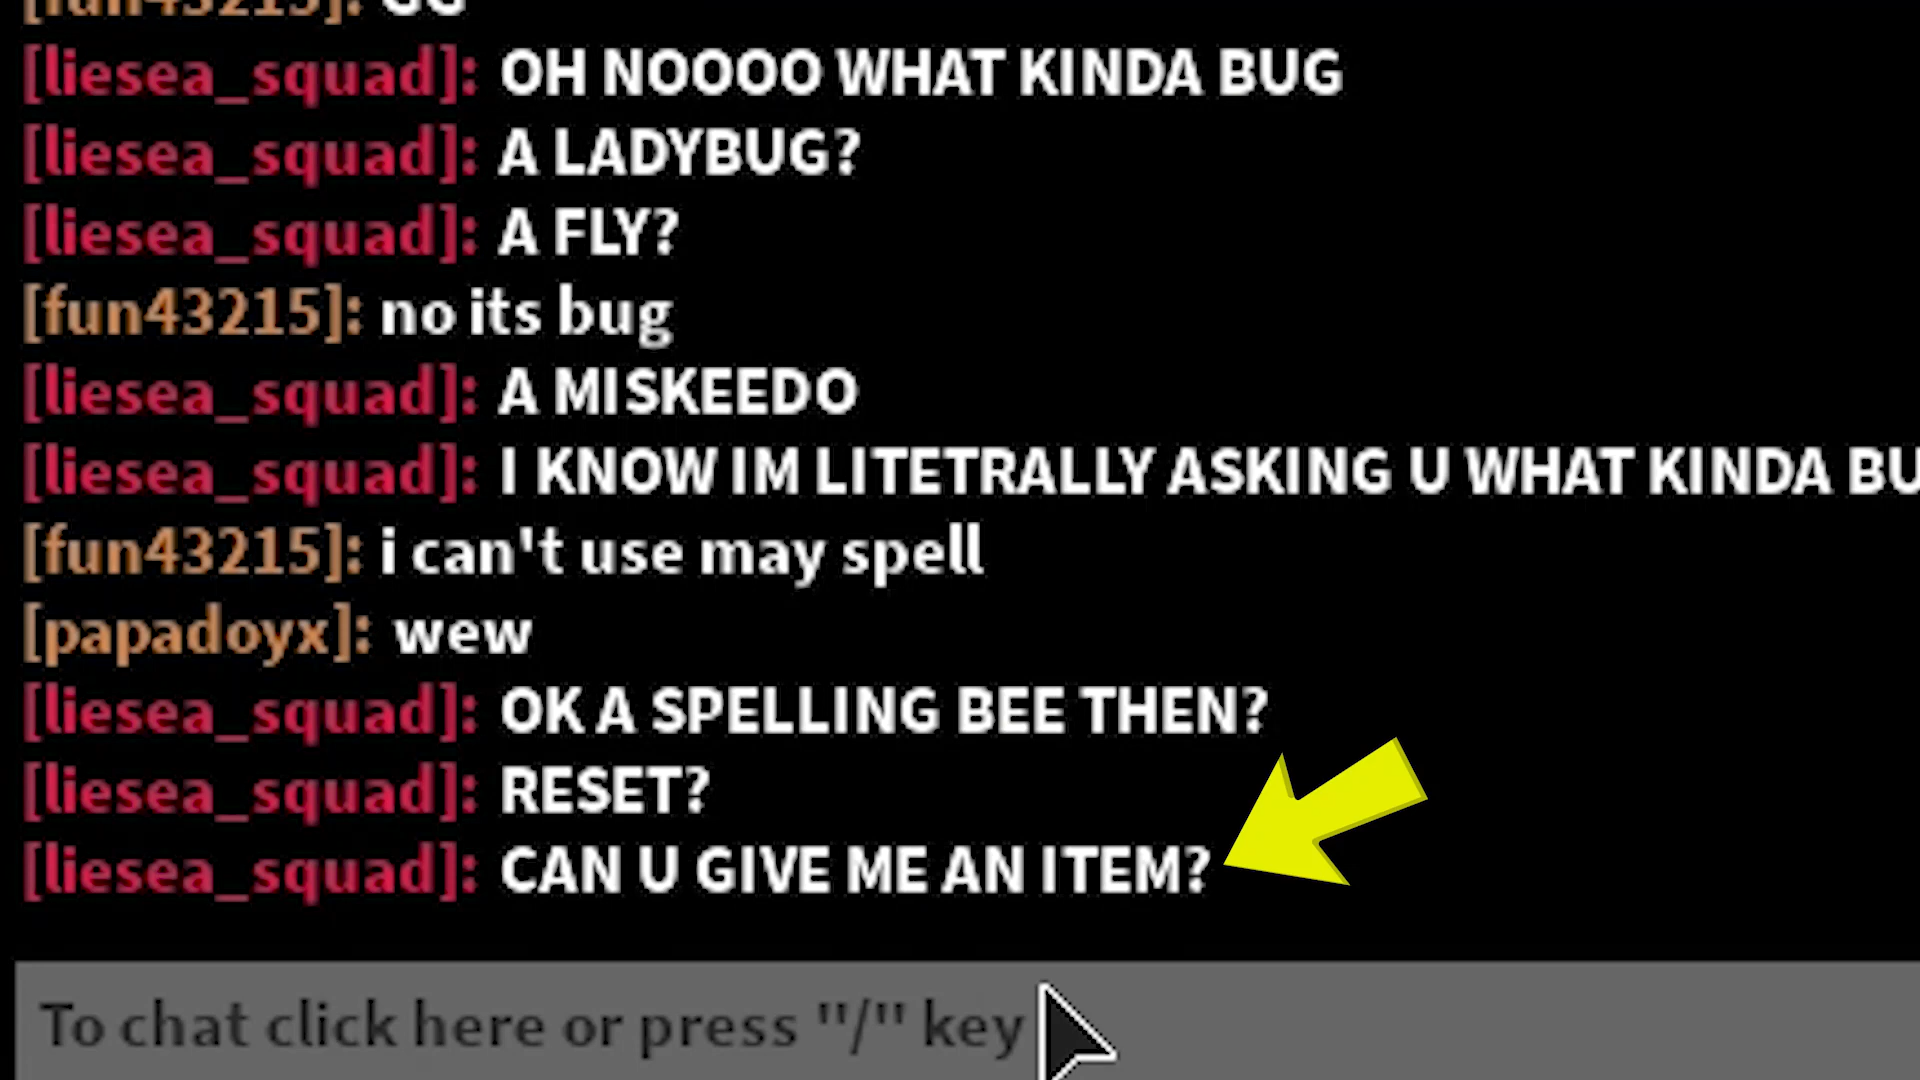 [fun43215]: GG
[liesea_squad]: OH NOOOO WHAT KINDA BUG
[liesea_squad]: A LADYBUG?
[liesea_squad]: A FLY?
[fun43215]: no its bug
[liesea_squad]: A MISKEEDO
[liesea_squad]: I KNOW IM LITETRALLY ASKING U WHAT KINDA BU
[fun43215]: i can't use may spell
[papadoyx]: wew
[liesea_squad]: OK A SPELLING BEE THEN?
[liesea_squad]: RESET?
[liesea_squad]: CAN U GIVE ME AN ITEM?
To chat click here or press "/" key